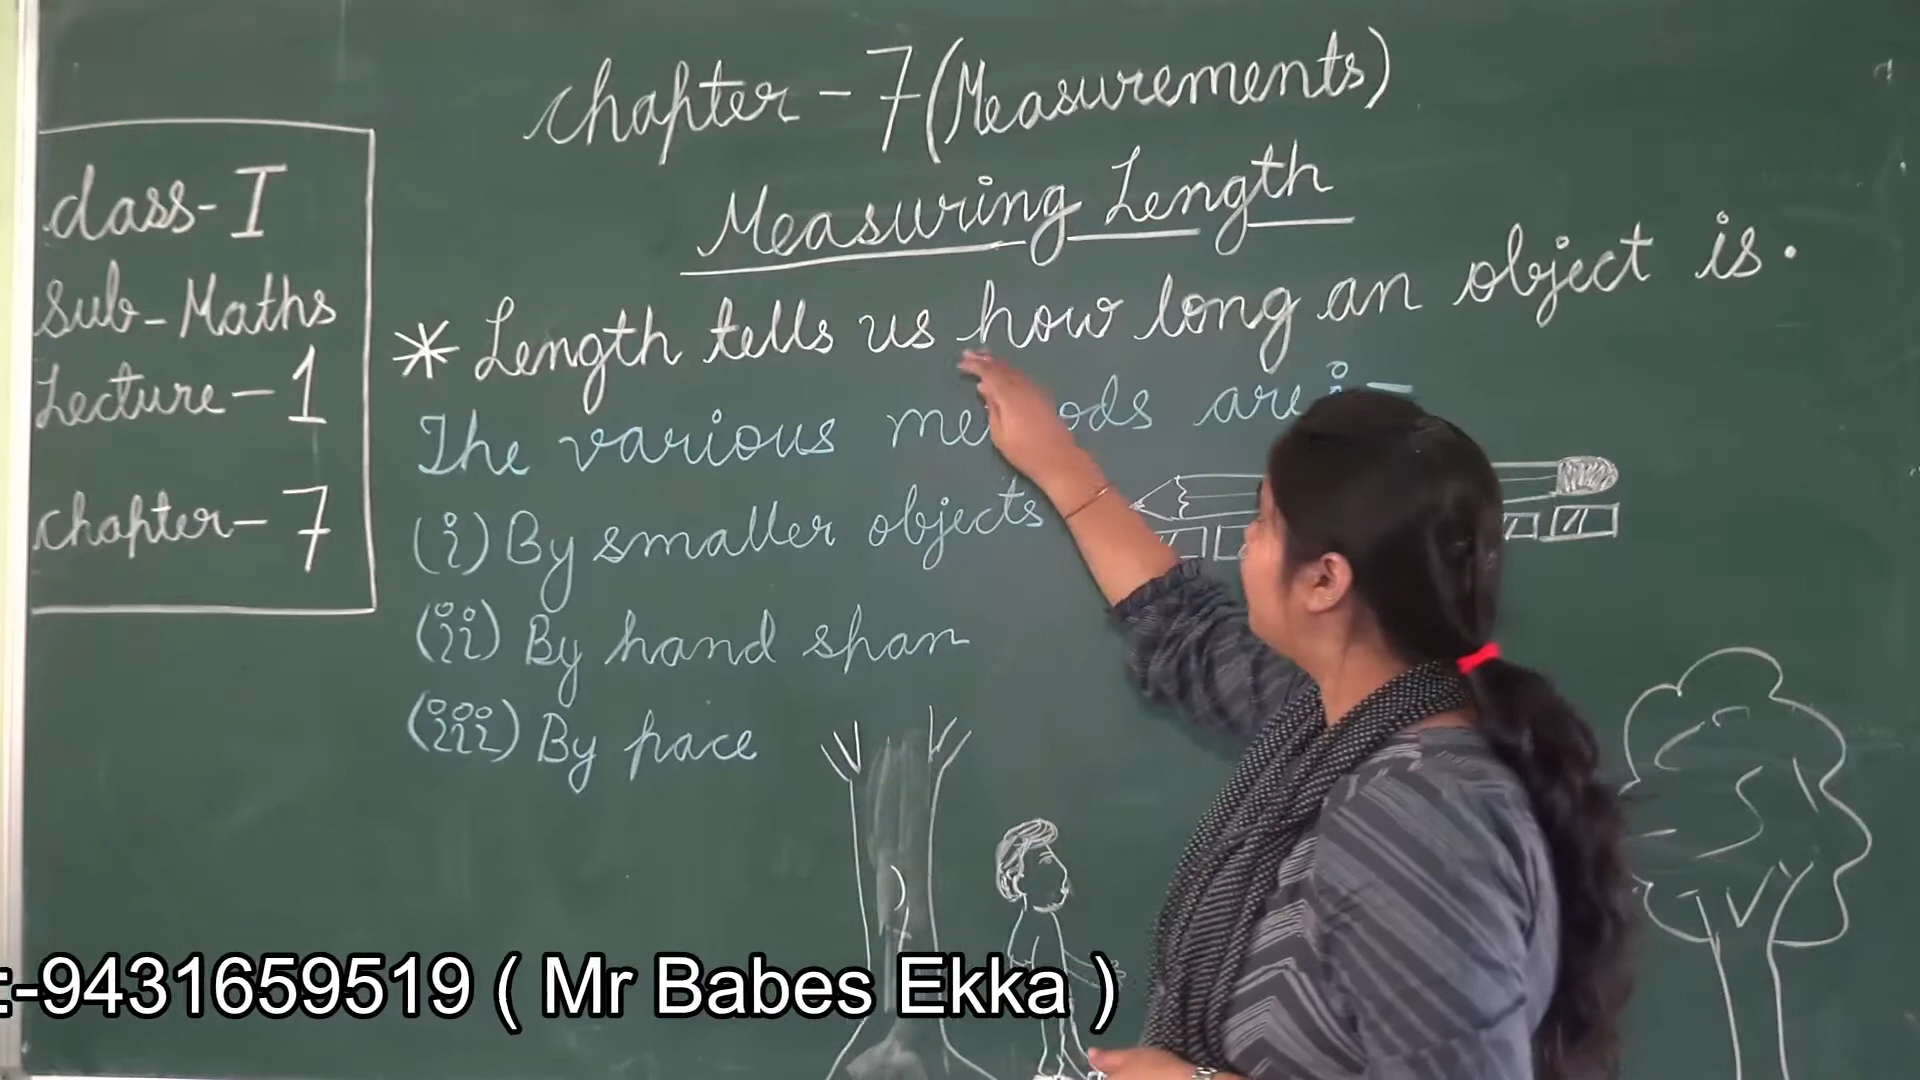 Chapter - 7 (Measurements)
Measuring Length
Class - I
Sub - Maths
Lecture - 1
Chapter - 7
* Length tells us how long an object is.
The various methods are :-
(i) By smaller objects
(ii) By hand span
(iii) By pace
:-9431659519 ( Mr Babes Ekka )